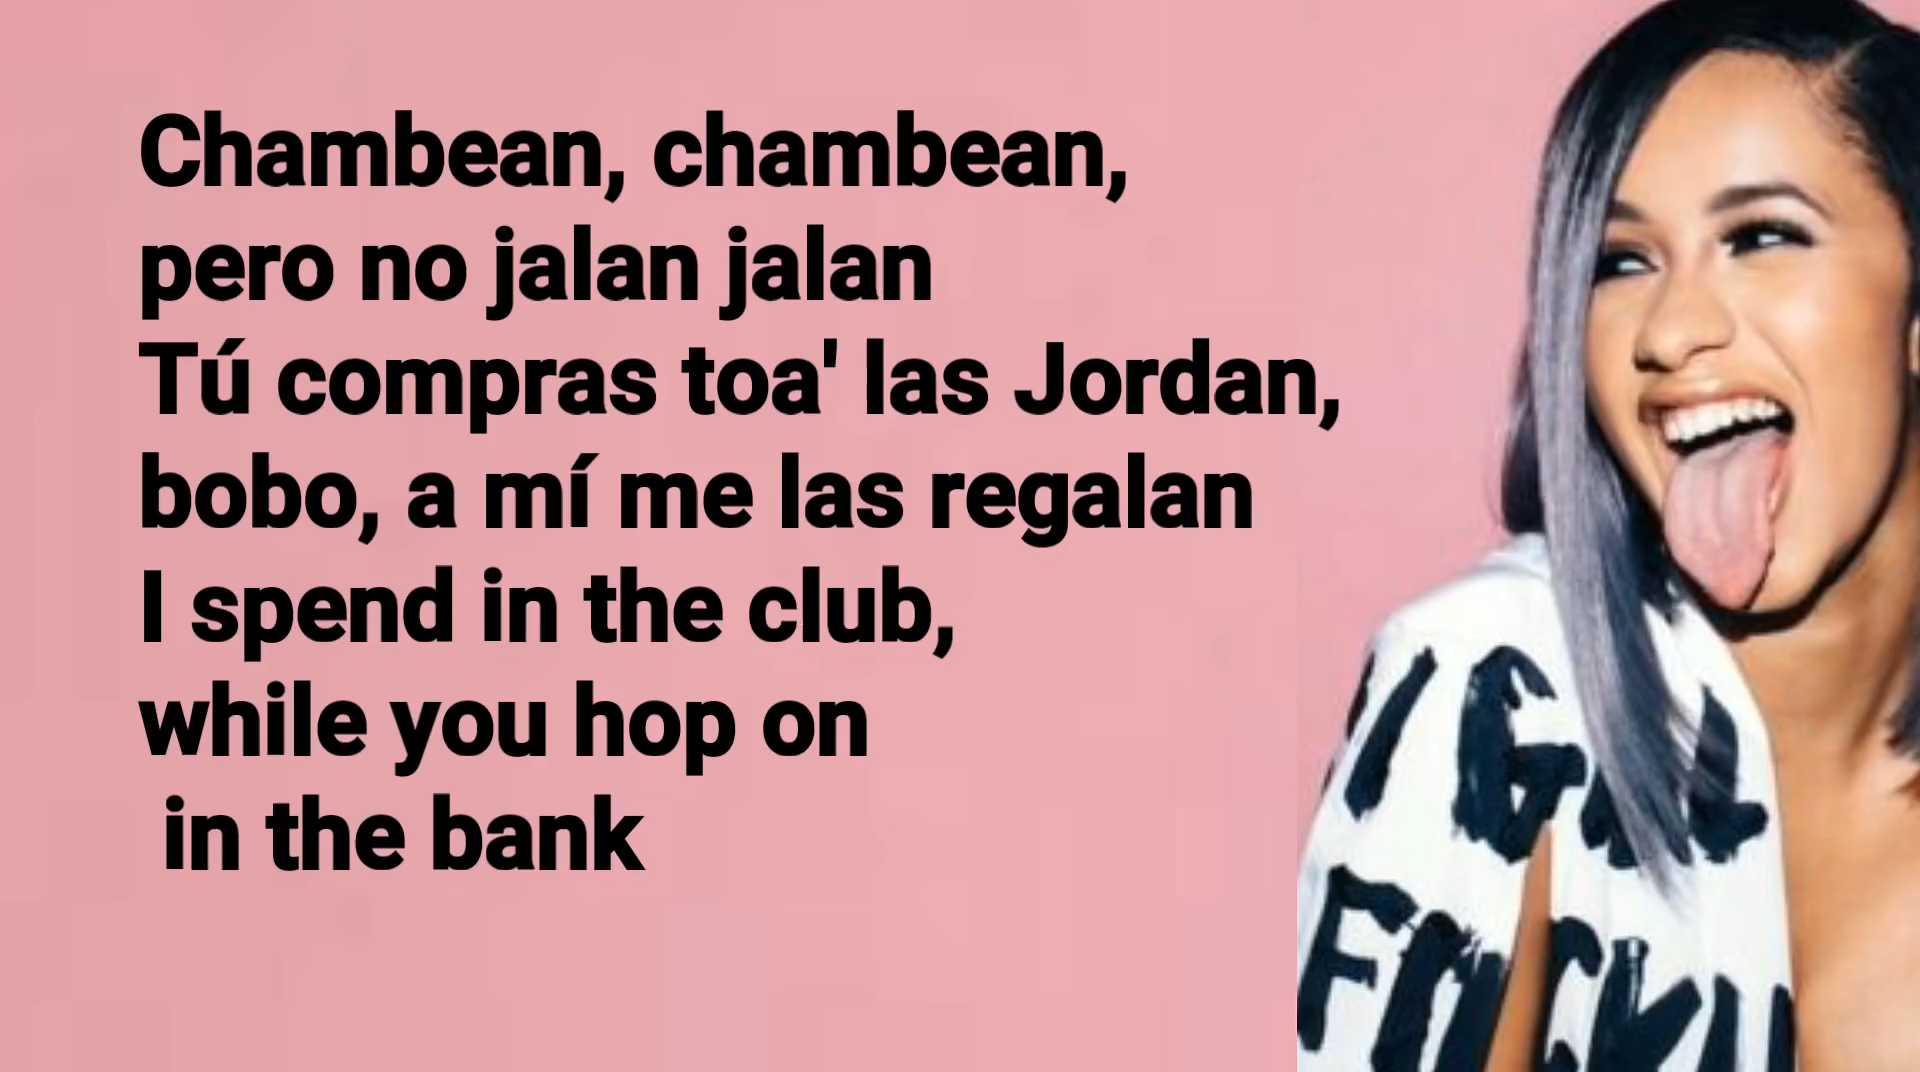 Chambean, chambean,
pero no jalan jalan
Tú compras toa' las Jordan,
bobo, a mí me las regalan
I spend in the club,
while you hop on
in the bank